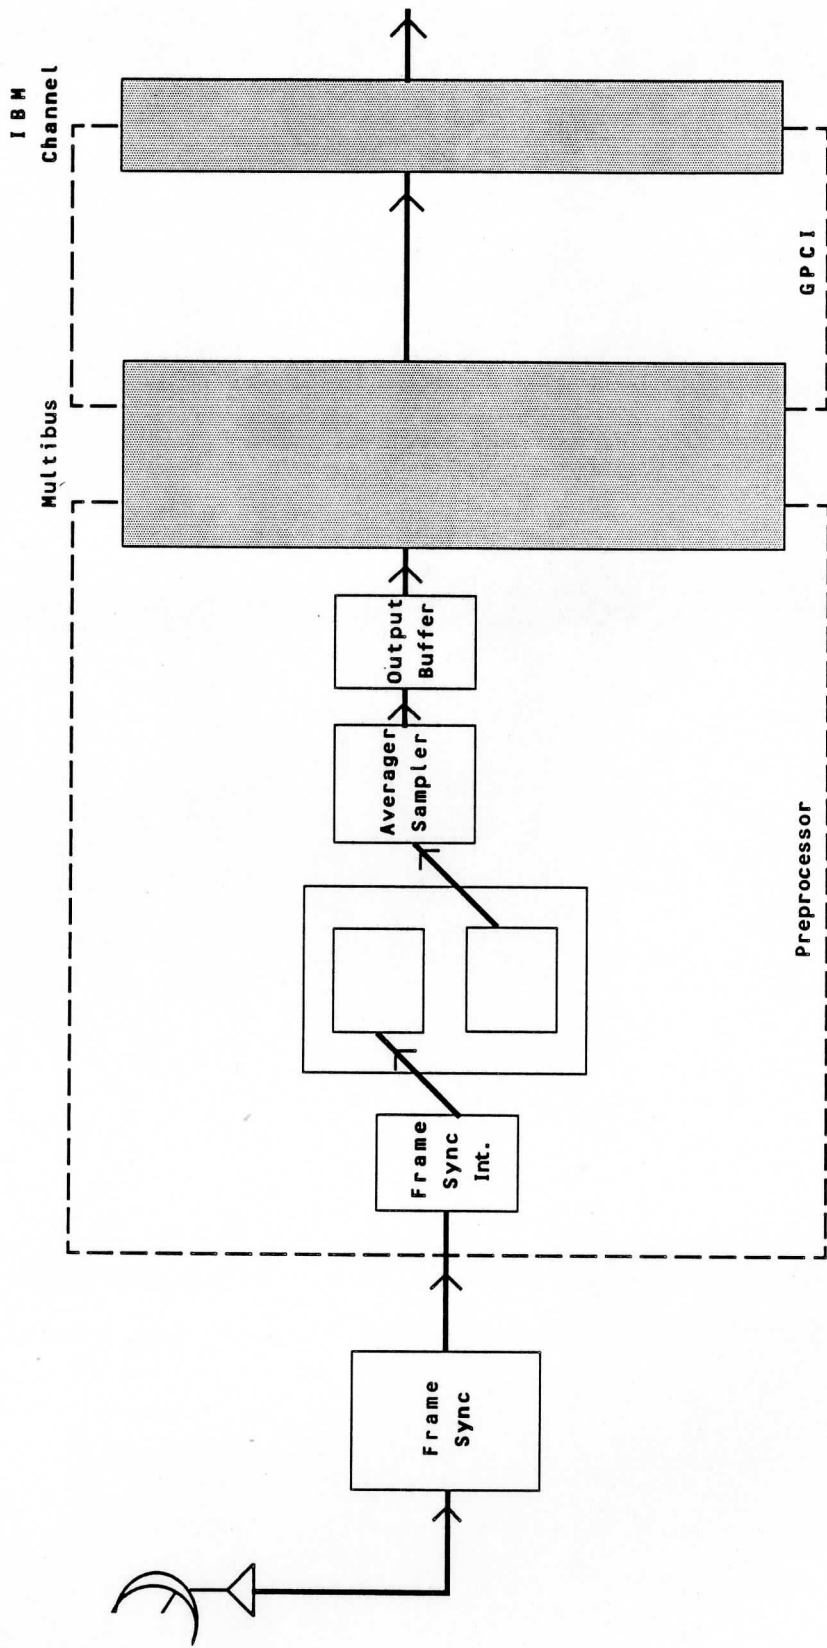 Frame
Sync
Frame
Sync
Int.
Averager
Sampler
Output
Buffer
Multibus
IBM
Channel
Preprocessor
GPCI